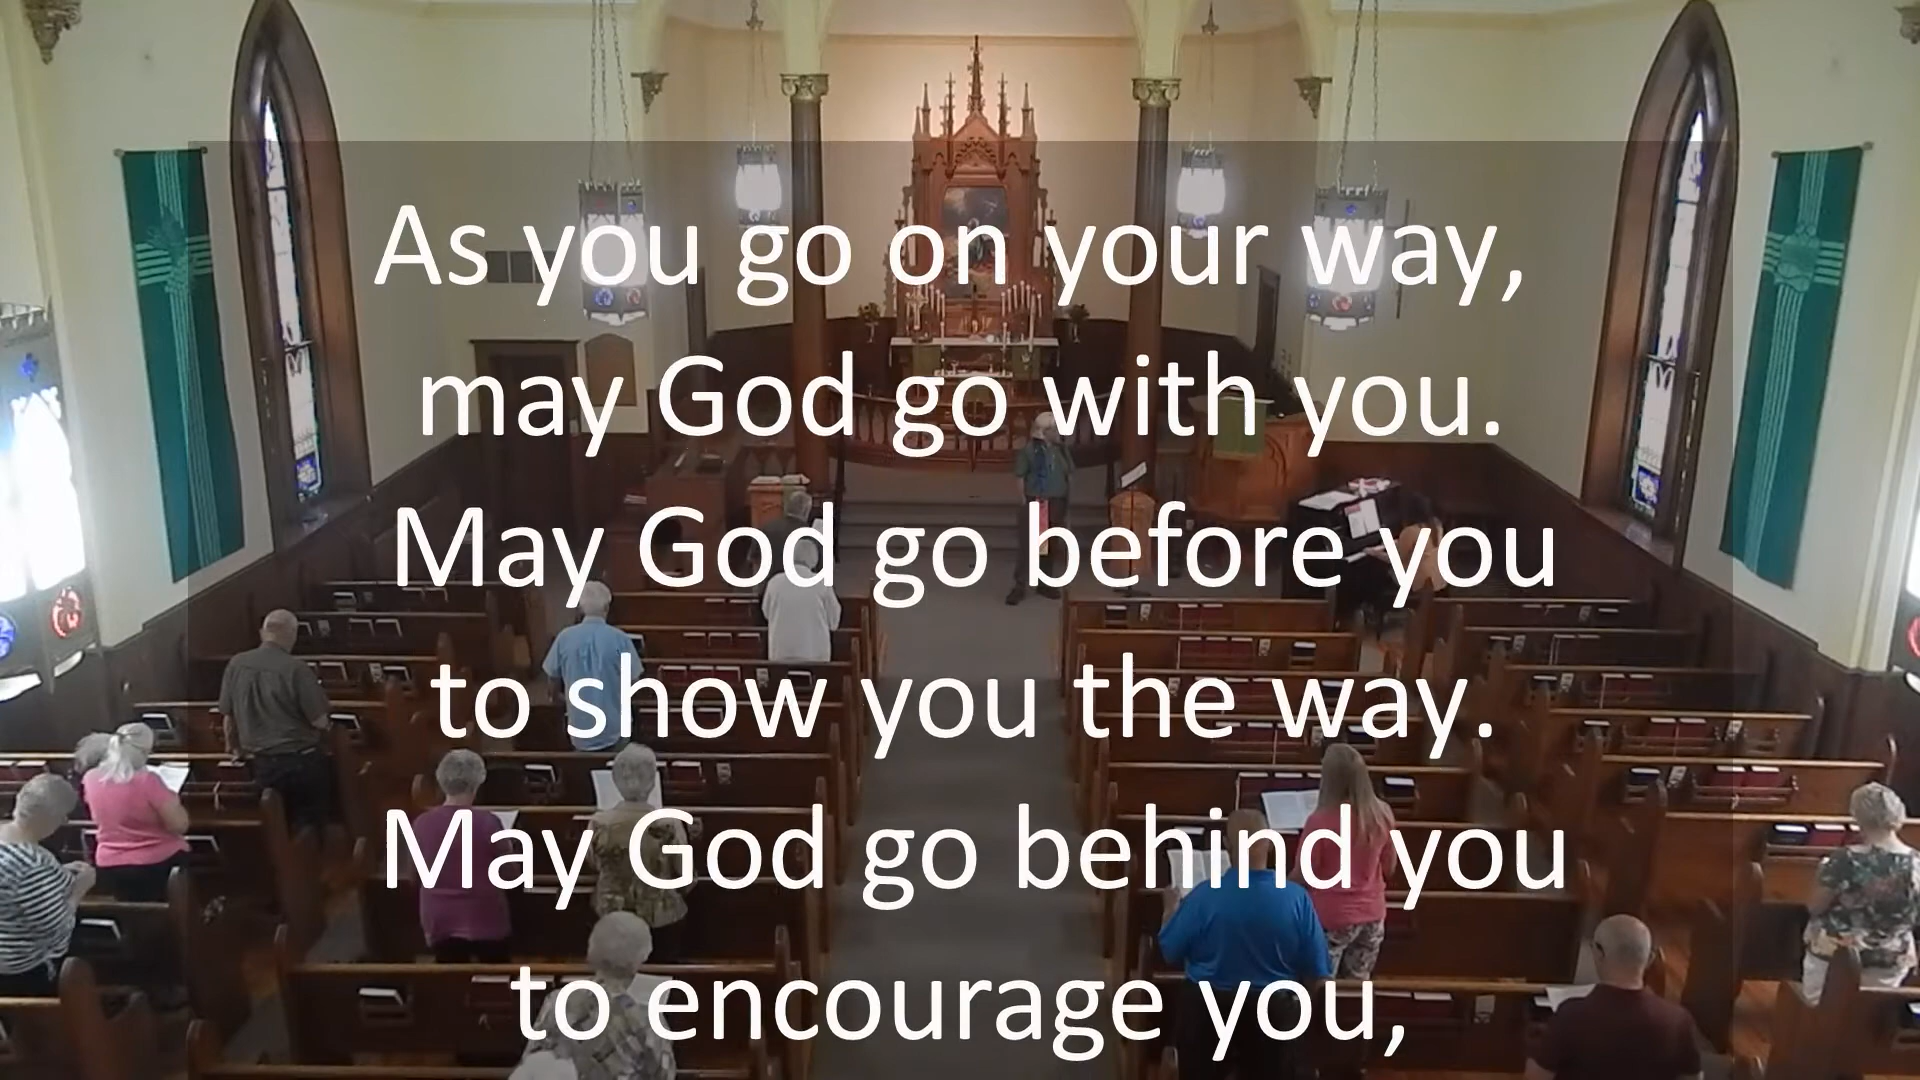 As you go on your way,
may God go with you.
May God go before you
to show you the way.
May God go behind you
to encourage you,